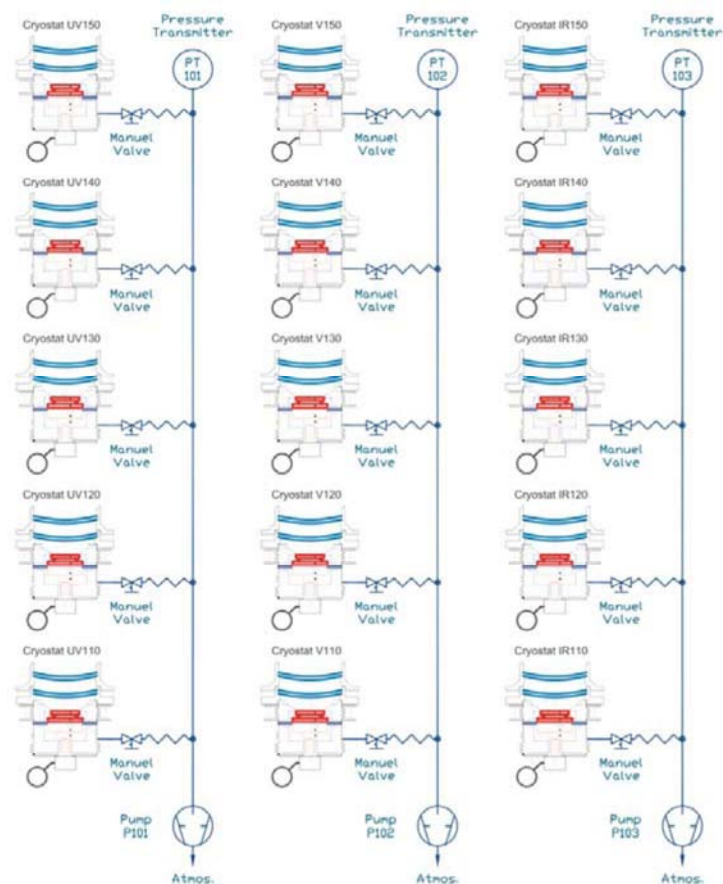 Cryostat UV150
Pressure
Transmitter
PT
101
Manuel
Valve
Cryostat UV140
Manuel
Valve
Cryostat UV130
Manuel
Valve
Cryostat UV120
Manuel
Valve
Cryostat UV110
Manuel
Valve
Pump
P101
Atmos.
Cryostat V150
Pressure
Transmitter
PT
102
Manuel
Valve
Cryostat V140
Manuel
Valve
Cryostat V130
Manuel
Valve
Cryostat V120
Manuel
Valve
Cryostat V110
Manuel
Valve
Pump
P102
Atmos.
Cryostat IR150
Pressure
Transmitter
PT
103
Manuel
Valve
Cryostat IR140
Manuel
Valve
Cryostat IR130
Manuel
Valve
Cryostat IR120
Manuel
Valve
Cryostat IR110
Manuel
Valve
Pump
P103
Atmos.